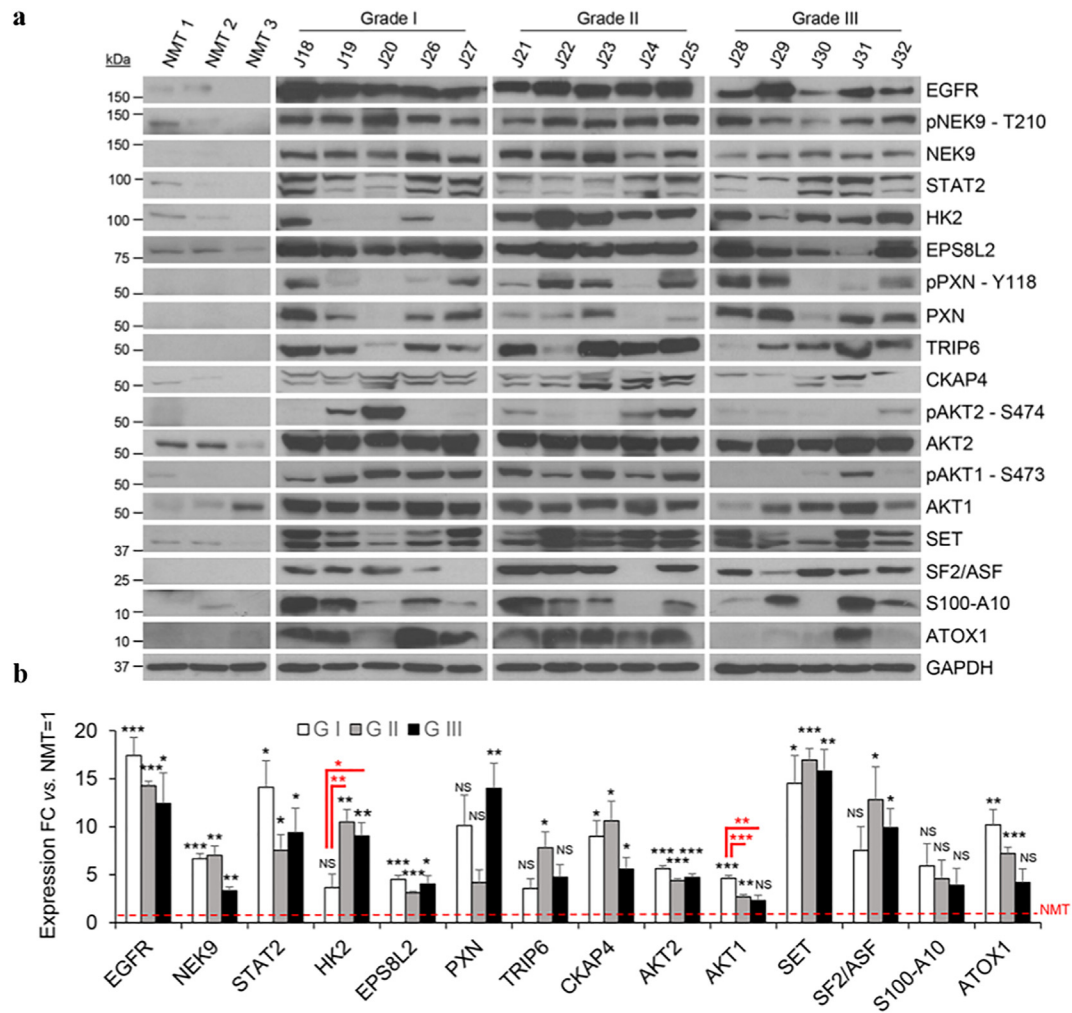 a
Grade I Grade II Grade III
kDa NMT 1 NMT 2 NMT 3 J18 J19 J20 J26 J27 J21 J22 J23 J24 J25 J28 J29 J30 J31 J32
150 EGFR
150 pNEK9 - T210
150 NEK9
100 STAT2
100 HK2
75 EPS8L2
50 pPXN - Y118
50 PXN
50 TRIP6
50 CKAP4
50 pAKT2 - S474
50 AKT2
50 pAKT1 - S473
50 AKT1
37 SET
25 SF2/ASF
10 S100-A10
10 ATOX1
37 GAPDH
b
Expression FC vs. NMT=1
20
15
10
5
0
G I G II G III
*** *** * *** ** ** * * * NS ** ** * ** *** *** * NS NS ** NS * NS * * * *** *** *** *** ** NS ** *** * *** ** NS * * NS NS NS ** *** NS
NMT
EGFR NEK9 STAT2 HK2 EPS8L2 PXN TRIP6 CKAP4 AKT2 AKT1 SET SF2/ASF S100-A10 ATOX1